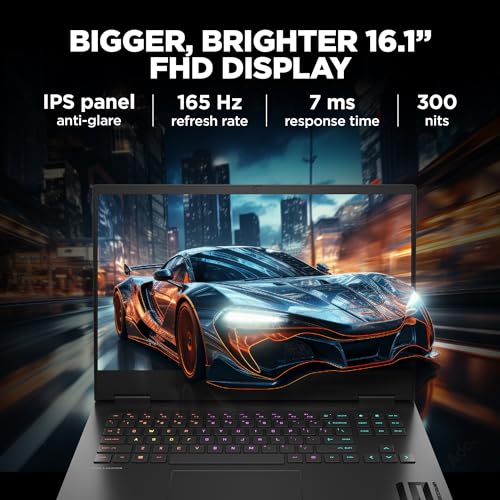 BIGGER, BRIGHTER 16.1”
FHD DISPLAY
IPS panel
anti-glare
165 Hz
refresh rate
7 ms
response time
300
nits